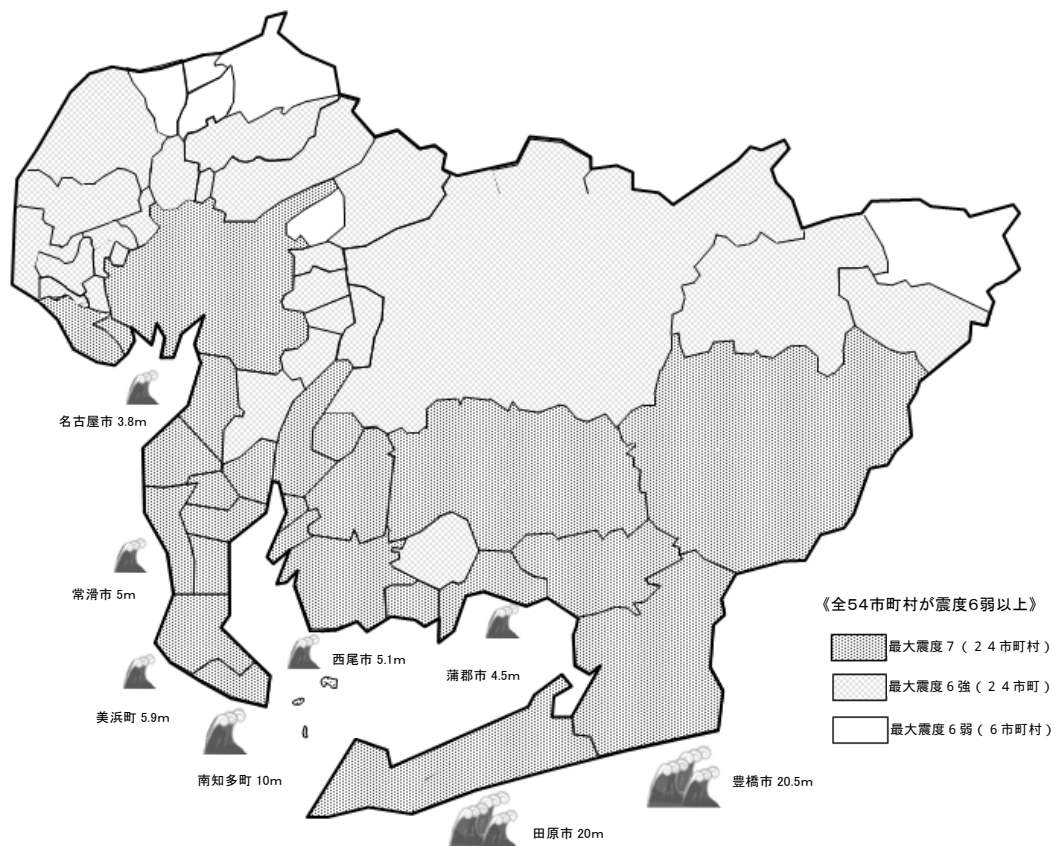 名古屋市 3.8m
常滑市 5m
西尾市 5.1m
蒲郡市 4.5m
美浜町 5.9m
南知多町 10m
豊橋市 20.5m
田原市 20m
《全54市町村が震度6弱以上》
最大震度７（２４市町村）
最大震度６強（２４市町）
最大震度６弱（６市町村）